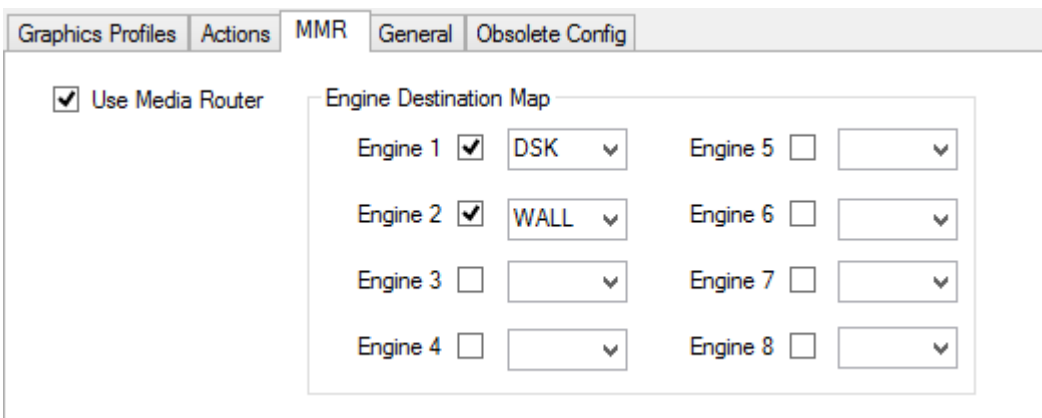 Graphics Profiles Actions MMR General Obsolete Config
Use Media Router Engine Destination Map
Engine 1 DSK Engine 5
Engine 2 WALL Engine 6
Engine 3 Engine 7
Engine 4 Engine 8